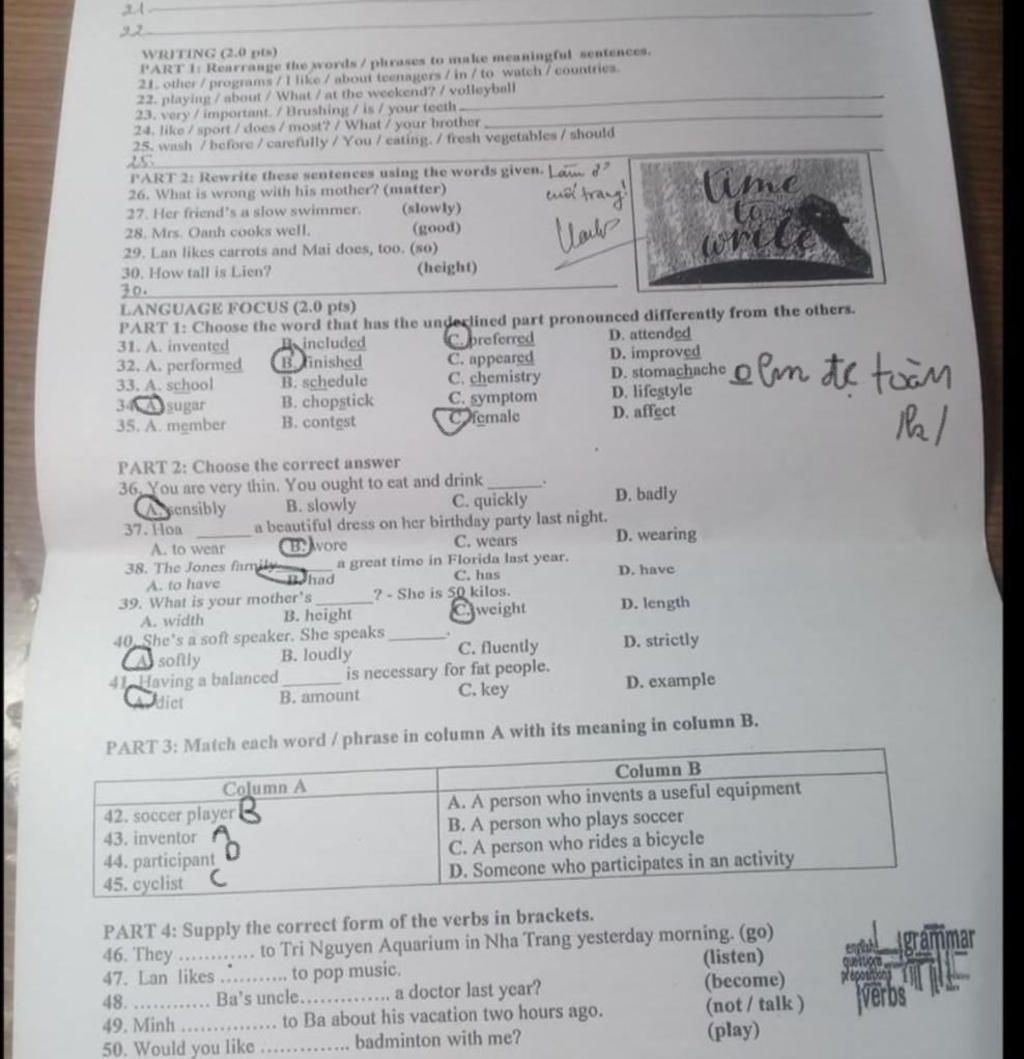 21.
22.
WRITING (2.0 pts)
PART 1: Rearrange the words / phrases to make meaningful sentences.
21. other / programs / I like / about teenagers / in / to watch / countries.
22. playing / about / What / at the weekend? / volleyball
23. very / important. / Brushing / is / your teeth
24. like / sport / does / most? / What / your brother
25. wash / before / carefully / You / eating. / fresh vegetables / should
25.
PART 2: Rewrite these sentences using the words given. Làm ở
26. What is wrong with his mother? (matter) cuối trang!
27. Her friend's a slow swimmer. (slowly)
28. Mrs. Oanh cooks well. (good)
29. Lan likes carrots and Mai does, too. (so)
30. How tall is Lien? (height)
30.
time
to
write
LANGUAGE FOCUS (2.0 pts)
PART 1: Choose the word that has the underlined part pronounced differently from the others.
31. A. invented B. included C. preferred D. attended
32. A. performed B. finished C. appeared D. improved
33. A. school B. schedule C. chemistry D. stomachache
34. A. sugar B. chopstick C. symptom D. lifestyle
35. A. member B. contest C. female D. affect
PART 2: Choose the correct answer
36. You are very thin. You ought to eat and drink ______.
A. sensibly B. slowly C. quickly D. badly
37. Hoa ______ a beautiful dress on her birthday party last night.
A. to wear B. wore C. wears D. wearing
38. The Jones family ______ a great time in Florida last year.
A. to have B. had C. has D. have
39. What is your mother's ______? - She is 50 kilos.
A. width B. height C. weight D. length
40. She's a soft speaker. She speaks ______.
A. softly B. loudly C. fluently D. strictly
41. Having a balanced ______ is necessary for fat people.
A. diet B. amount C. key D. example
PART 3: Match each word / phrase in column A with its meaning in column B.
Column A Column B
42. soccer player B A. A person who invents a useful equipment
43. inventor A B. A person who plays soccer
44. participant D C. A person who rides a bicycle
45. cyclist C D. Someone who participates in an activity
PART 4: Supply the correct form of the verbs in brackets.
46. They ............ to Tri Nguyen Aquarium in Nha Trang yesterday morning. (go)
47. Lan likes ........... to pop music. (listen)
48. ............ Ba's uncle.............. a doctor last year? (become)
49. Minh ............... to Ba about his vacation two hours ago. (not / talk )
50. Would you like .............. badminton with me? (play)
english grammar
questions
prepositions
verbs